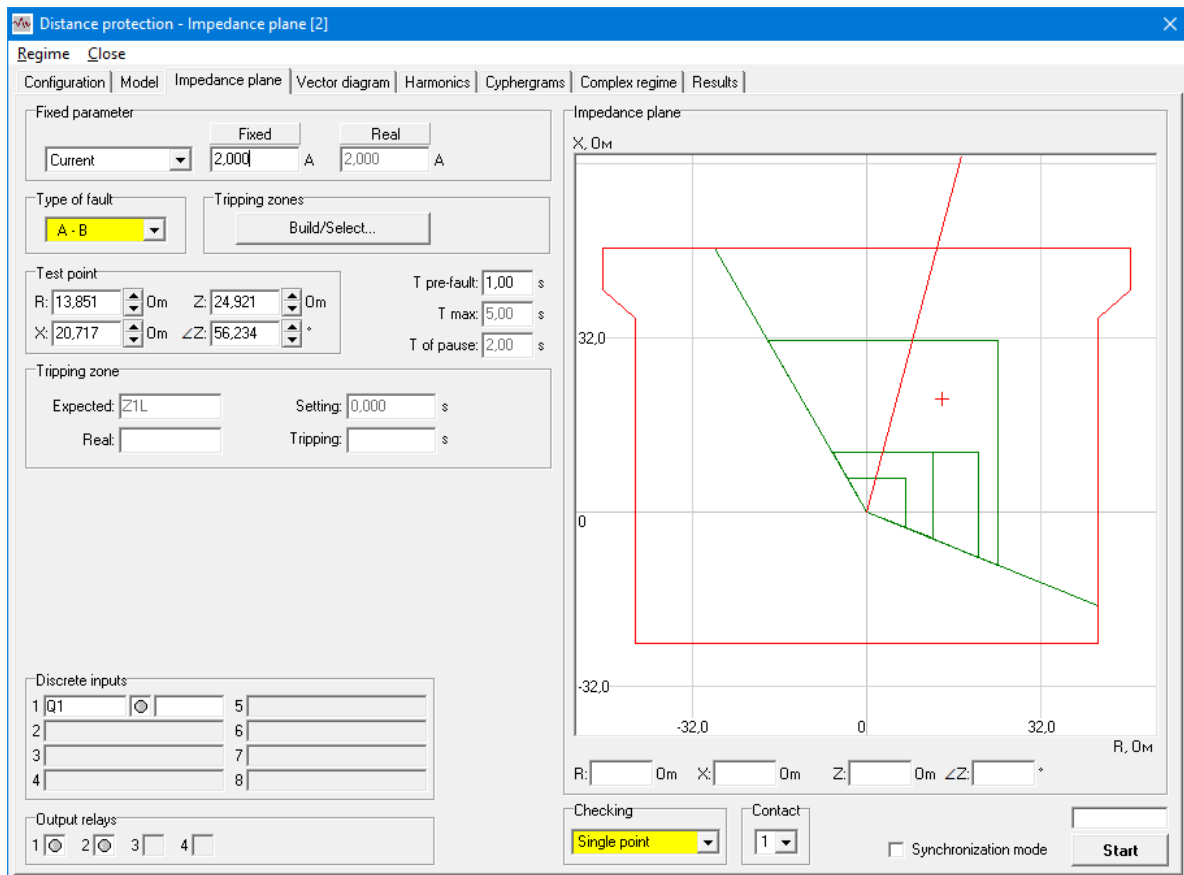 Distance protection - Impedance plane [2]
Regime Close
Configuration Model Impedance plane Vector diagram Harmonics Cyphergrams Complex regime Results
Fixed parameter
Fixed Real
Current 2,000 A 2,000 A
Type of fault
A - B
Tripping zones
Build/Select...
Test point
R: 13,851 Om Z: 24,921 Om
X: 20,717 Om ∠Z: 56,234 °
T pre-fault: 1,00 s
T max: 5,00 s
T of pause: 2,00 s
Tripping zone
Expected: Z1L Setting: 0,000 s
Real: Tripping: s
Discrete inputs
1 Q1 5
2 6
3 7
4 8
Output relays
1 2 3 4
Impedance plane
X, Ом
32,0
0
-32,0
-32,0 0 32,0
R, Ом
R: Om X: Om Z: Om ∠Z: °
Checking
Single point
Contact
1
Synchronization mode
Start